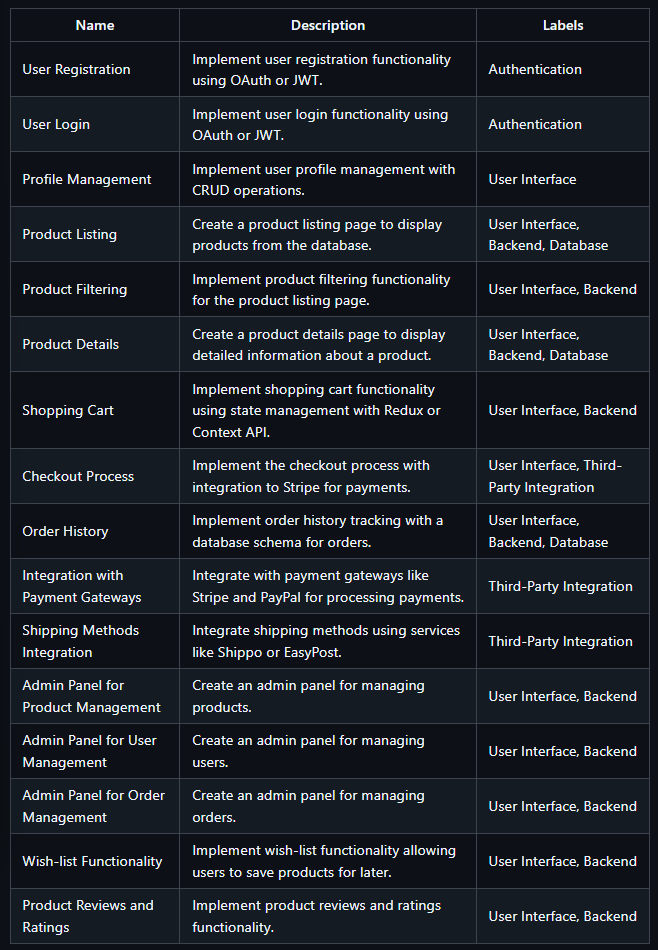 Name Description Labels
User Registration
Implement user registration functionality
using OAuth or JWT.
Authentication
User Login
Implement user login functionality using
OAuth or JWT.
Authentication
Profile Management
Implement user profile management with
CRUD operations.
User Interface
Product Listing
Create a product listing page to display
products from the database.
User Interface,
Backend, Database
Product Filtering
Implement product filtering functionality
for the product listing page.
User Interface, Backend
Product Details
Create a product details page to display
detailed information about a product.
User Interface,
Backend, Database
Shopping Cart
Implement shopping cart functionality
using state management with Redux or
Context API.
User Interface, Backend
Checkout Process
Implement the checkout process with
integration to Stripe for payments.
User Interface, Third-
Party Integration
Order History
Implement order history tracking with a
database schema for orders.
User Interface,
Backend, Database
Integration with
Payment Gateways
Integrate with payment gateways like
Stripe and PayPal for processing payments.
Third-Party Integration
Shipping Methods
Integration
Integrate shipping methods using services
like Shippo or EasyPost.
Third-Party Integration
Admin Panel for
Product Management
Create an admin panel for managing
products.
User Interface, Backend
Admin Panel for User
Management
Create an admin panel for managing
users.
User Interface, Backend
Admin Panel for Order
Management
Create an admin panel for managing
orders.
User Interface, Backend
Wish-list Functionality
Implement wish-list functionality allowing
users to save products for later.
User Interface, Backend
Product Reviews and
Ratings
Implement product reviews and ratings
functionality.
User Interface, Backend